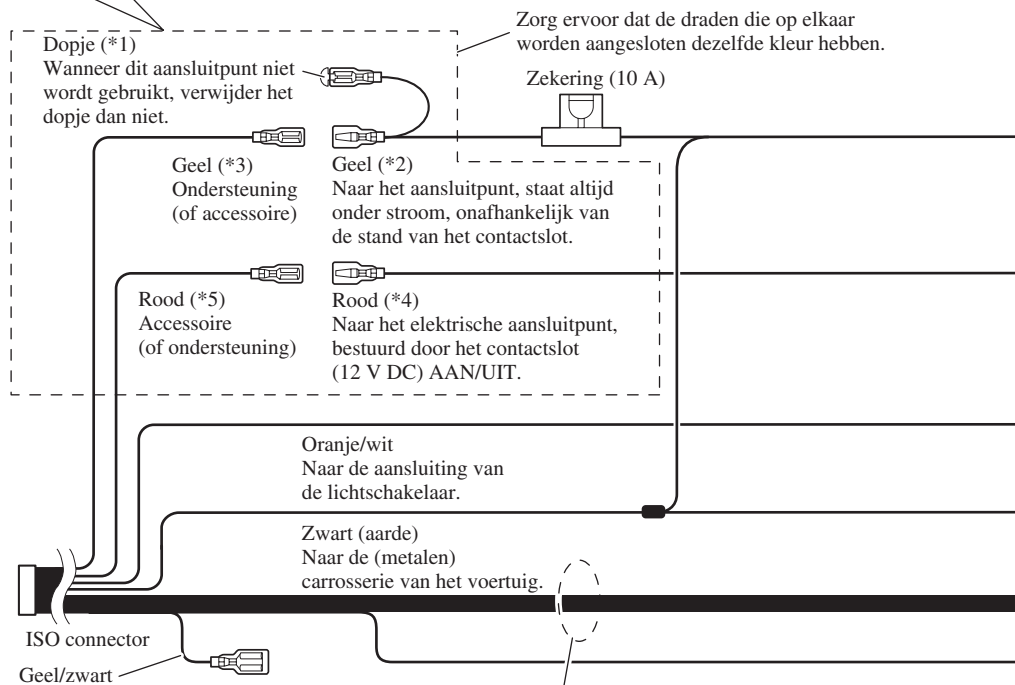 Zorg ervoor dat de draden die op elkaar
worden aangesloten dezelfde kleur hebben.
Dopje (*1)
Wanneer dit aansluitpunt niet
wordt gebruikt, verwijder het
dopje dan niet.
Zekering (10 A)
Geel (*3)
Ondersteuning
(of accessoire)
Geel (*2)
Naar het aansluitpunt, staat altijd
onder stroom, onafhankelijk van
de stand van het contactslot.
Rood (*5)
Accessoire
(of ondersteuning)
Rood (*4)
Naar het elektrische aansluitpunt,
bestuurd door het contactslot
(12 V DC) AAN/UIT.
Oranje/wit
Naar de aansluiting van
de lichtschakelaar.
Zwart (aarde)
Naar de (metalen)
carrosserie van het voertuig.
ISO connector
Geel/zwart